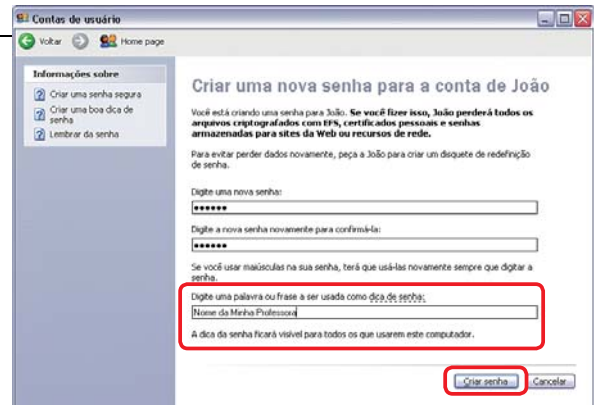 Contas de usuário
Voltar
Home page
Informações sobre
Criar uma senha segura
Criar uma boa dica de
senha
Lembrar da senha
Criar uma nova senha para a conta de João
Você está criando uma senha para João. Se você fizer isso, João perderá todos os
arquivos criptografados com EFS, certificados pessoais e senhas
armazenadas para sites da Web ou recursos de rede.
Para evitar perder dados novamente, peça a João para criar um disquete de redefinição
de senha.
Digite uma nova senha:
••••••
Digite a nova senha novamente para confirmá-la:
••••••
Se você usar maiúsculas na sua senha, terá que usá-las novamente sempre que digitar a
senha.
Digite uma palavra ou frase a ser usada como dica de senha:
Nome da Minha Professora
A dica da senha ficará visível para todos os que usarem este computador.
Criar senha
Cancelar